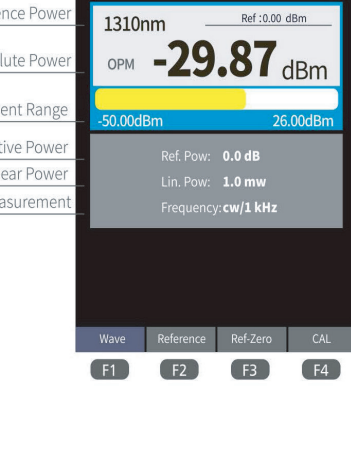 ence Power
1310nm
Ref :0.00 dBm
lute Power
OPM -29.87 dBm
ent Range
-50.00dBm 26.00dBm
tive Power
Ref. Pow: 0.0 dB
ear Power
Lin. Pow: 1.0 mw
asurement
Frequency:cw/1 kHz
Wave Reference Ref-Zero CAL
F1 F2 F3 F4